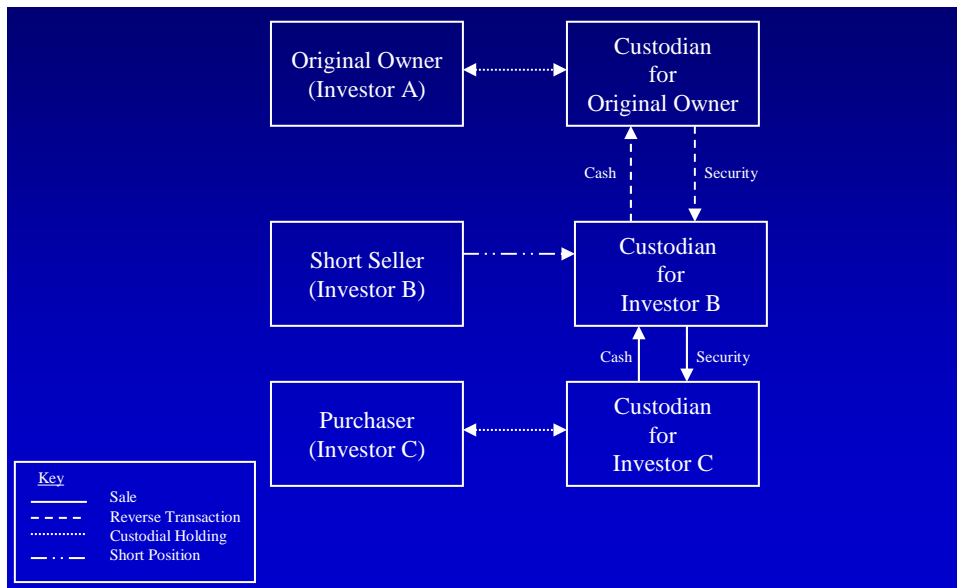 Original Owner
(Investor A)
Custodian
for
Original Owner
Cash
Security
Short Seller
(Investor B)
Custodian
for
Investor B
Cash
Security
Purchaser
(Investor C)
Custodian
for
Investor C
Key
Sale
Reverse Transaction
Custodial Holding
Short Position